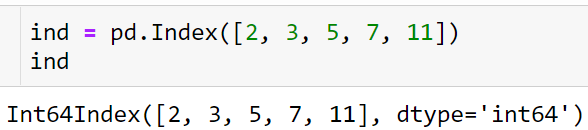 ind = pd.Index([2, 3, 5, 7, 11])
ind
Int64Index([2, 3, 5, 7, 11], dtype='int64')